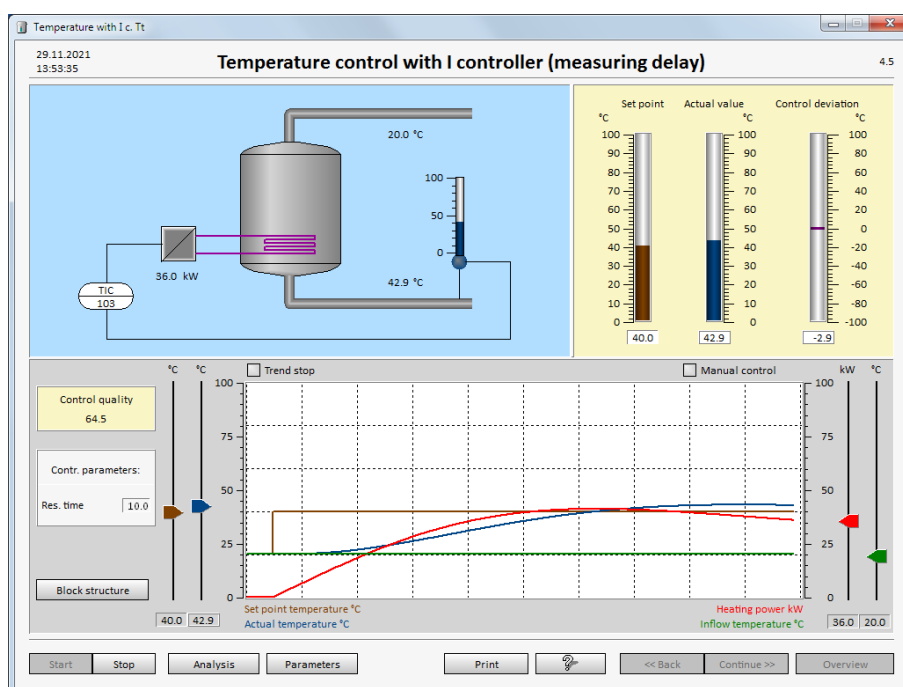 Temperature with I c. Tt
29.11.2021
13:53:35
Temperature control with I controller (measuring delay)
4.5
20.0 °C
100
50
0
36.0 kW
TIC
103
42.9 °C
Set point Actual value Control deviation
°C °C °C
100 100 100
90 90 80
80 80 60
70 70 40
60 60 20
50 50 0
40 40 -20
30 30 -40
20 20 -60
10 10 -80
0 0 -100
40.0 42.9 -2.9
°C °C Trend stop Manual control kW °C
Control quality
64.5
Contr. parameters:
Res. time 10.0
Block structure
100 100
75 75
50 50
25 25
0 0
40.0 42.9
Set point temperature °C Heating power kW
Actual temperature °C Inflow temperature °C
36.0 20.0
Start Stop Analysis Parameters Print ? << Back Continue >> Overview